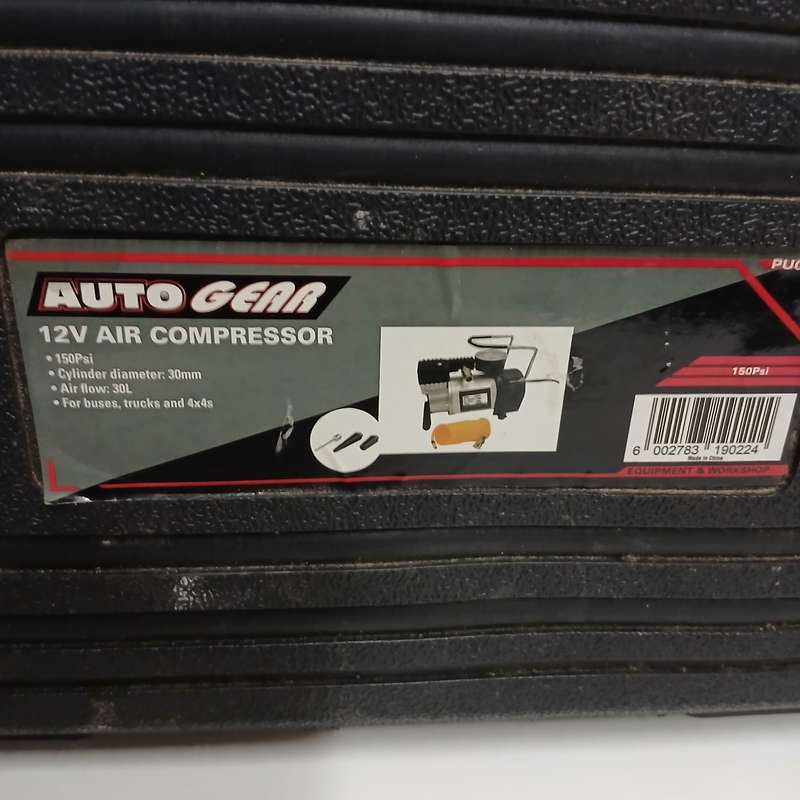 AUTO GEAR
12V AIR COMPRESSOR
• 150Psi
• Cylinder diameter: 30mm
• Air flow: 30L
• For buses, trucks and 4x4s
150Psi
6 002783 190224
Made in China
EQUIPMENT & WORKSHOP